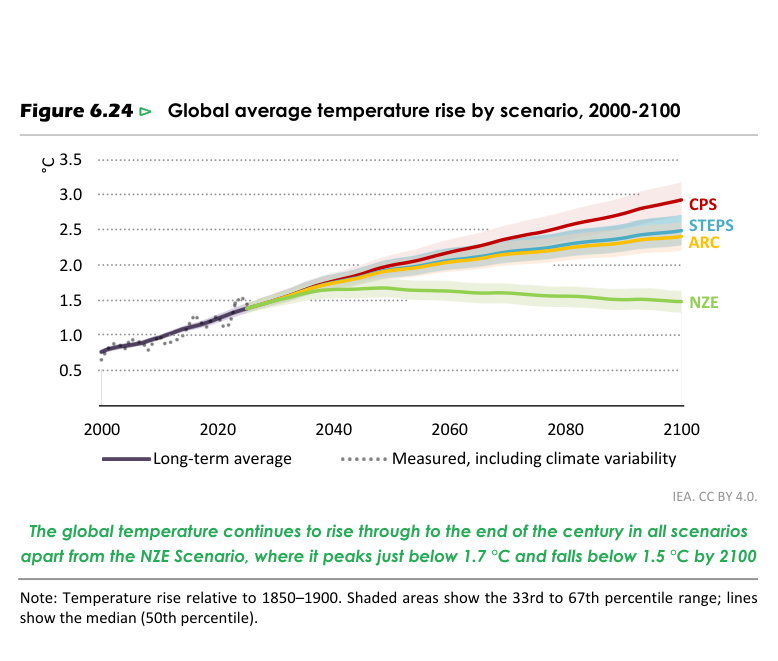 Figure 6.24 ▻ Global average temperature rise by scenario, 2000-2100
°C
3.5
3.0
2.5
2.0
1.5
1.0
0.5
CPS
STEPS
ARC
NZE
2000 2020 2040 2060 2080 2100
Long-term average Measured, including climate variability
IEA. CC BY 4.0.
The global temperature continues to rise through to the end of the century in all scenarios
apart from the NZE Scenario, where it peaks just below 1.7 °C and falls below 1.5 °C by 2100
Note: Temperature rise relative to 1850–1900. Shaded areas show the 33rd to 67th percentile range; lines
show the median (50th percentile).